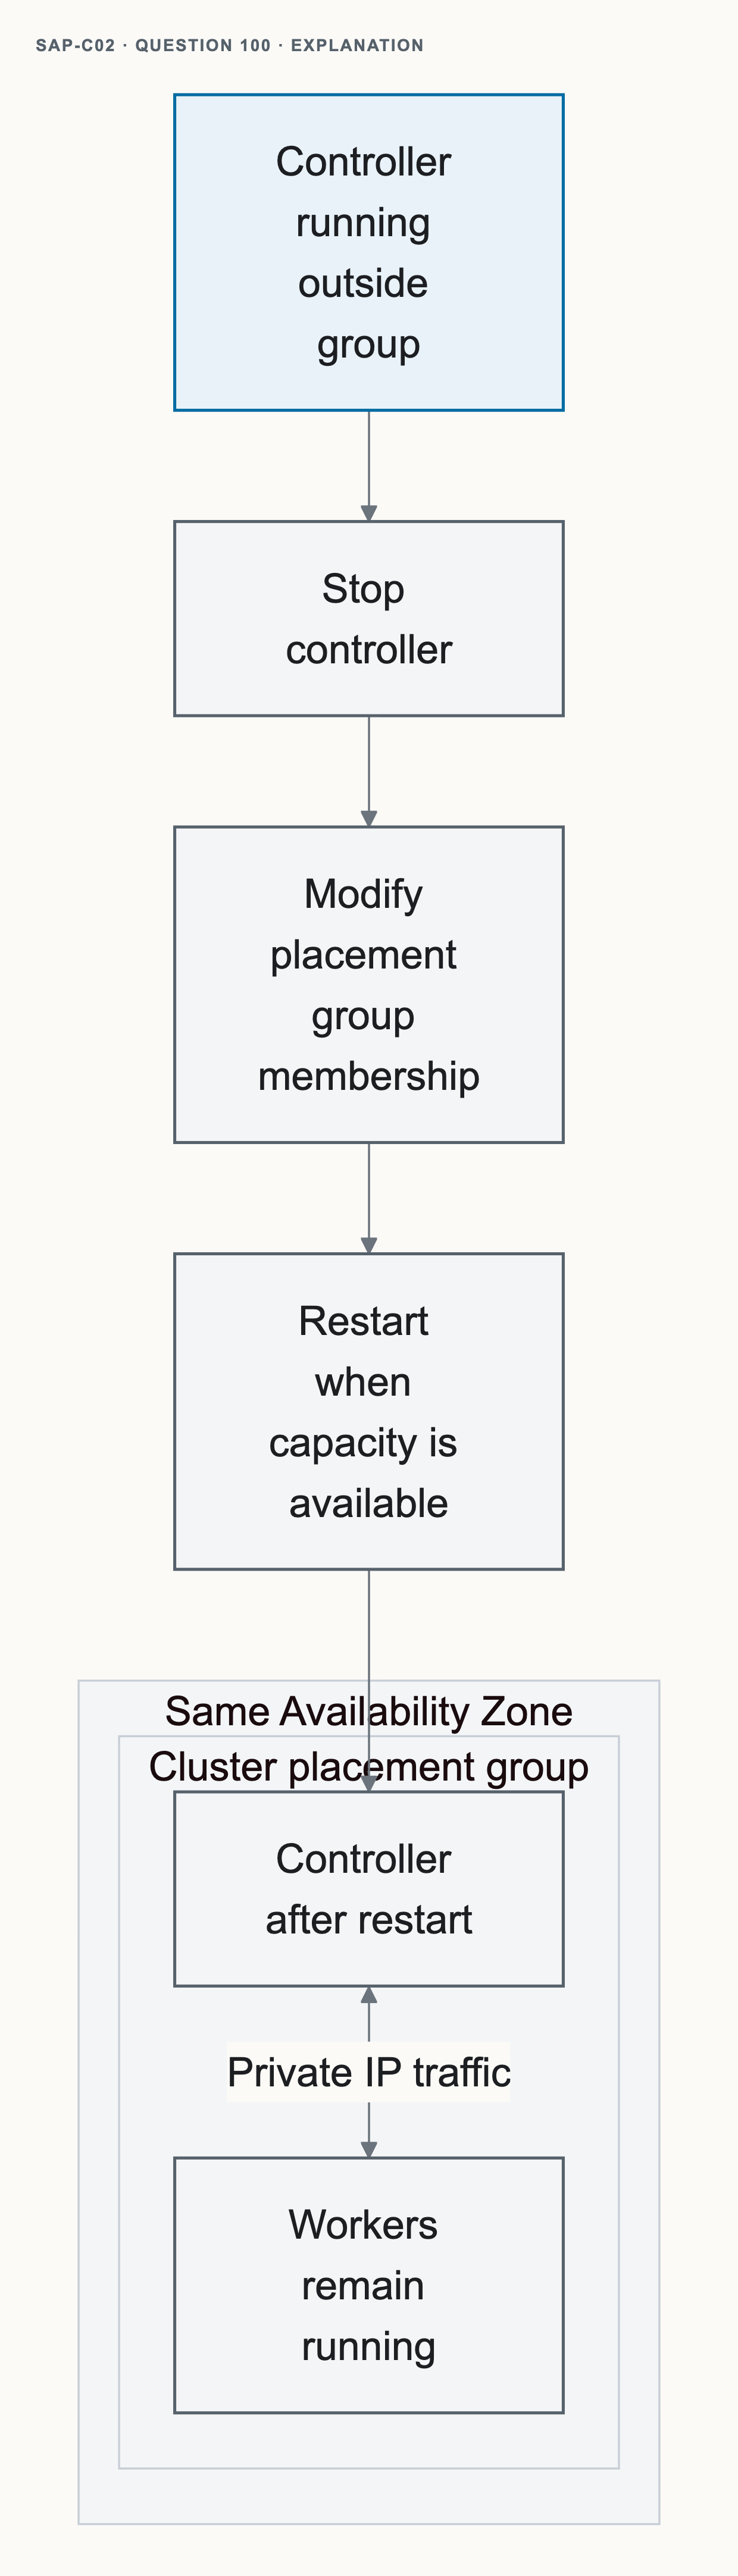 SAP-C02 · QUESTION 100 · EXPLANATION
Controller
running
outside
group
Stop
controller
Modify
placement
group
membership
Restart
when
capacity is
available
Same Availability Zone
Cluster placement group
Controller
after restart
Private IP traffic
Workers
remain
running